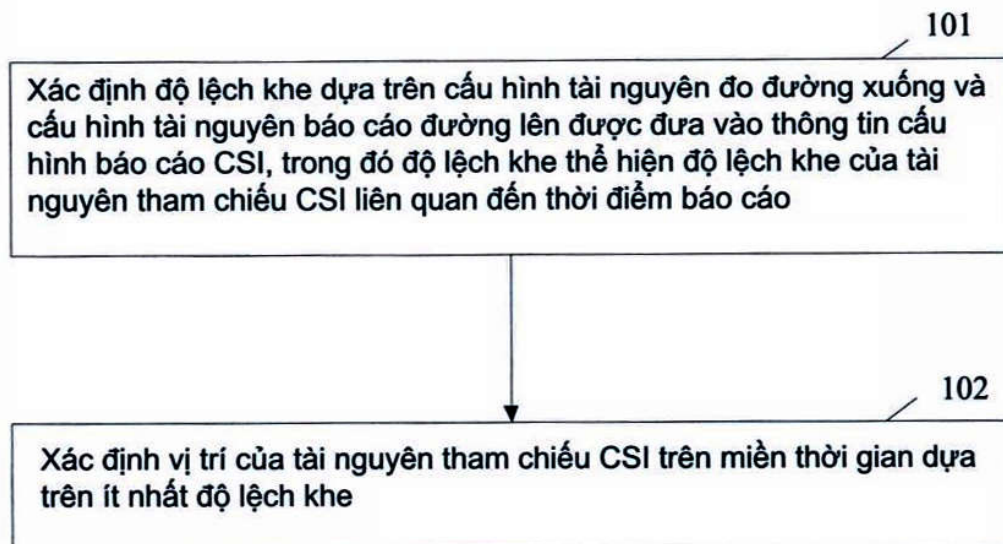 101
Xác định độ lệch khe dựa trên cấu hình tài nguyên đo đường xuống và
cấu hình tài nguyên báo cáo đường lên được đưa vào thông tin cấu
hình báo cáo CSI, trong đó độ lệch khe thể hiện độ lệch khe của tài
nguyên tham chiếu CSI liên quan đến thời điểm báo cáo
102
Xác định vị trí của tài nguyên tham chiếu CSI trên miền thời gian dựa
trên ít nhất độ lệch khe